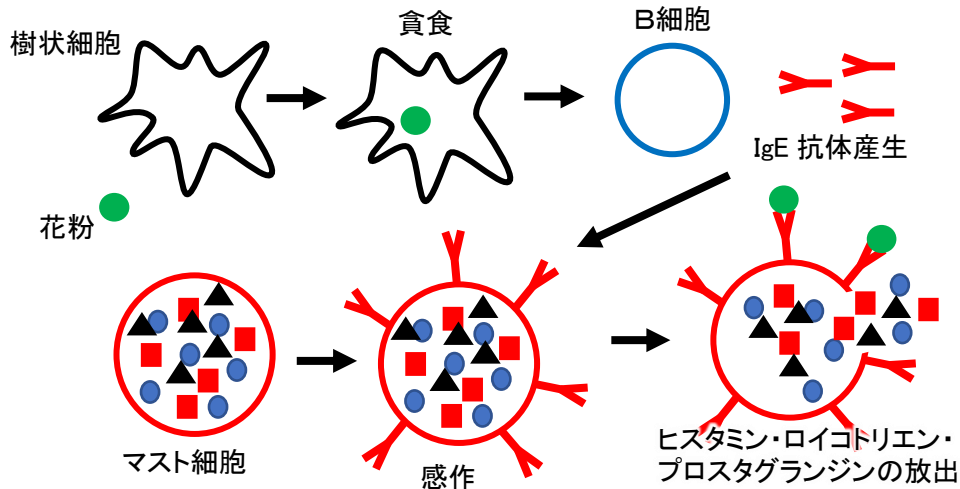 樹状細胞
貪食
B細胞
IgE 抗体産生
花粉
マスト細胞
感作
ヒスタミン・ロイコトリエン・
プロスタグランジンの放出